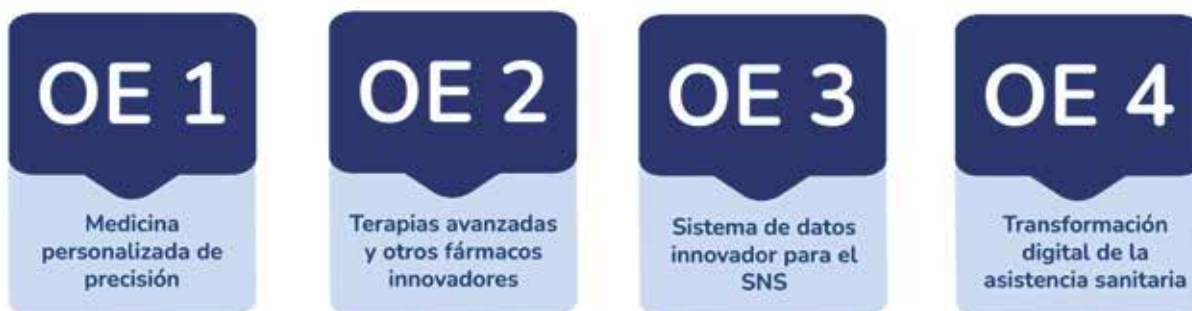 OE 1
Medicina
personalizada de
precisión
OE 2
Terapias avanzadas
y otros fármacos
innovadores
OE 3
Sistema de datos
innovador para el
SNS
OE 4
Transformación
digital de la
asistencia sanitaria